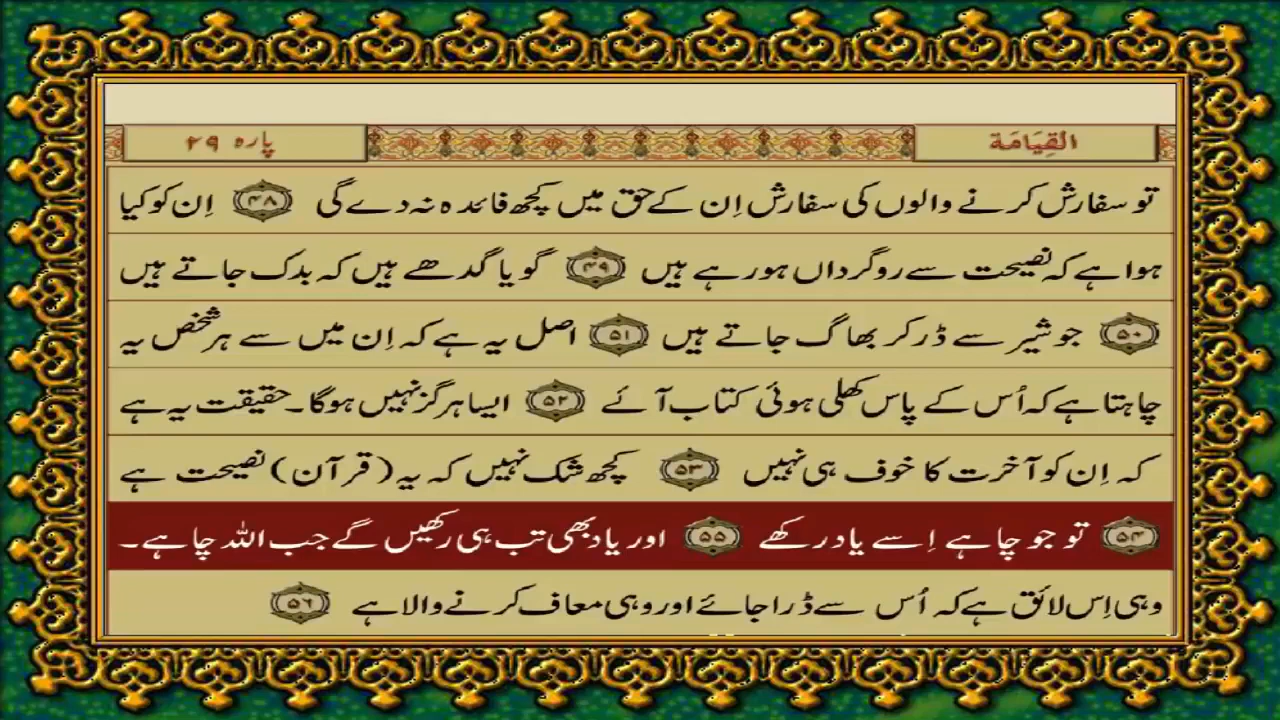 القِيَامَة
پارہ ۲۹
تو سفارش کرنے والوں کی سفارش اِن کے حق میں کچھ فائدہ نہ دے گی ۴۸ اِن کو کیا
ہوا ہے کہ نصیحت سے روگرداں ہو رہے ہیں ۴۹ گویا گدھے ہیں کہ بدک جاتے ہیں
۵۰ جو شیر سے ڈر کر بھاگ جاتے ہیں ۵۱ اصل یہ ہے کہ اِن میں سے ہر شخص یہ
چاہتا ہے کہ اُس کے پاس کھلی ہوئی کتاب آئے ۵۲ ایسا ہرگز نہیں ہوگا۔ حقیقت یہ ہے
کہ اِن کو آخرت کا خوف ہی نہیں ۵۳ کچھ شک نہیں کہ یہ (قرآن) نصیحت ہے
۵۴ تو جو چاہے اِسے یاد رکھے ۵۵ اور یاد بھی تب ہی رکھیں گے جب اللہ چاہے۔
وہی اِس لائق ہے کہ اُس سے ڈرا جائے اور وہی معاف کرنے والا ہے ۵۶